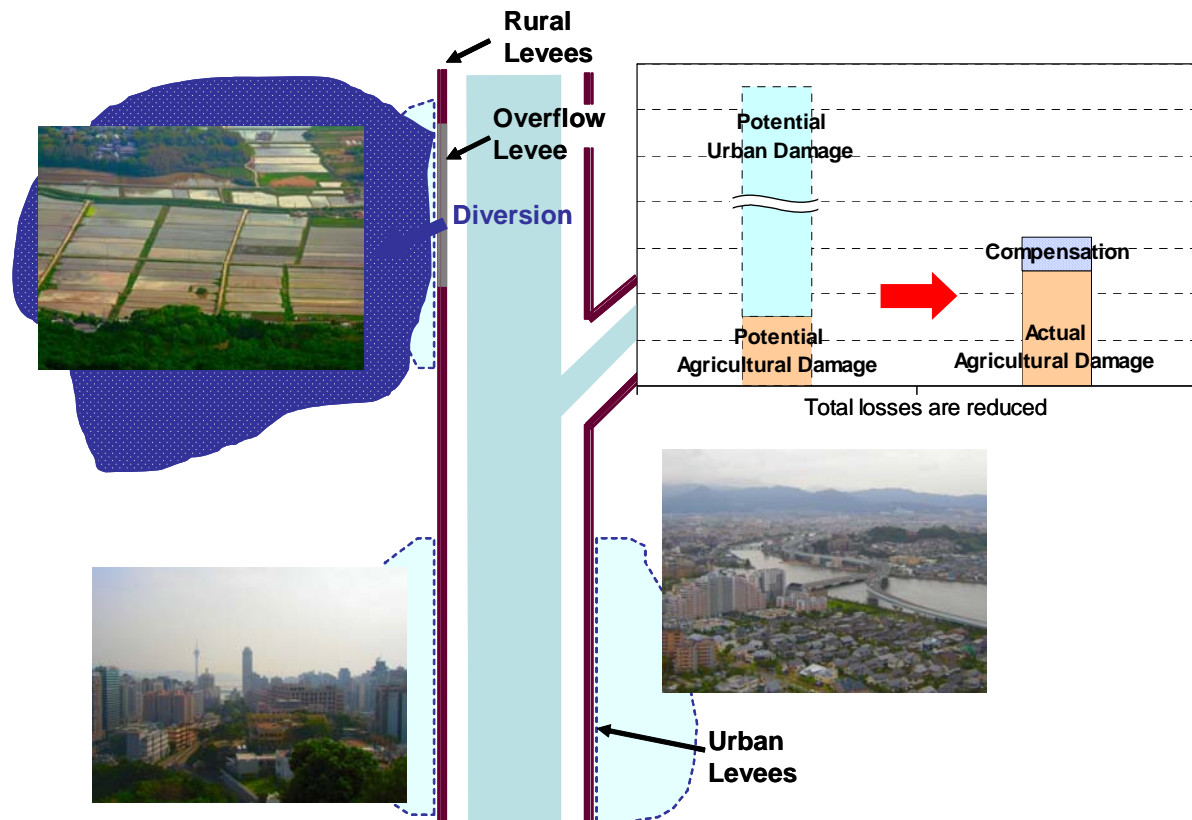 Rural
Levees
Overflow
Levee
Diversion
Potential
Urban Damage
Compensation
Potential
Agricultural Damage
Actual
Agricultural Damage
Total losses are reduced
Urban
Levees